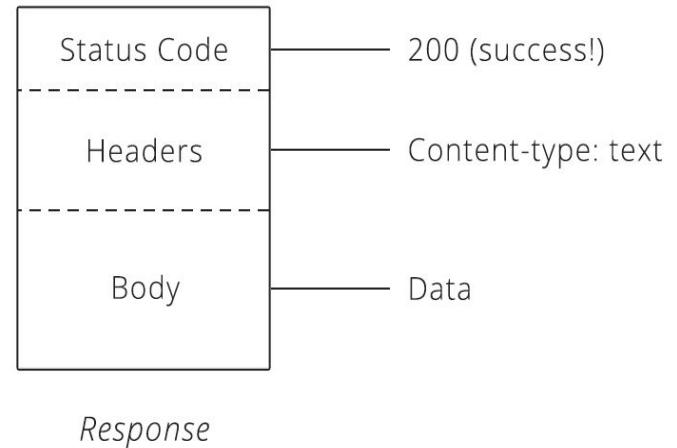 Status Code 200 (success!)
Headers Content-type: text
Body Data
Response